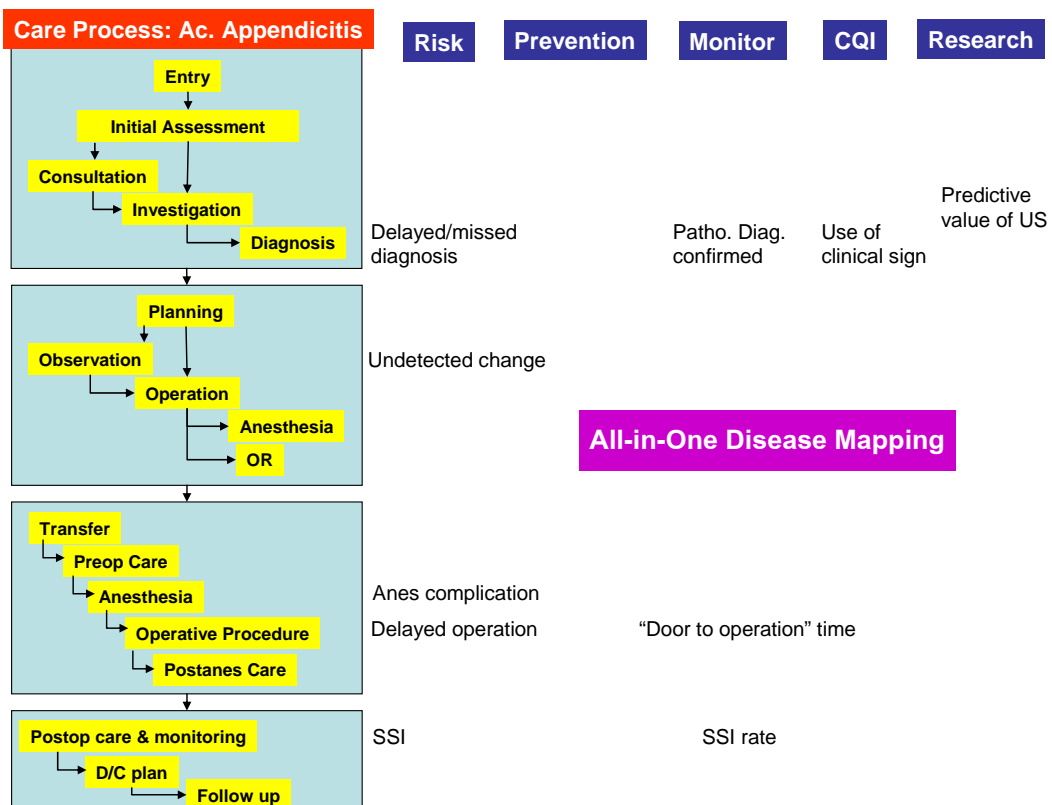 Care Process: Ac. Appendicitis
Risk
Prevention
Monitor
CQI
Research
Entry
Initial Assessment
Consultation
Investigation
Diagnosis
Delayed/missed
diagnosis
Patho. Diag.
confirmed
Use of
clinical sign
Predictive
value of US
Planning
Observation
Undetected change
Operation
Anesthesia
OR
All-in-One Disease Mapping
Transfer
Preop Care
Anesthesia
Anes complication
Operative Procedure
Delayed operation
“Door to operation” time
Postanes Care
Postop care & monitoring
SSI
SSI rate
D/C plan
Follow up